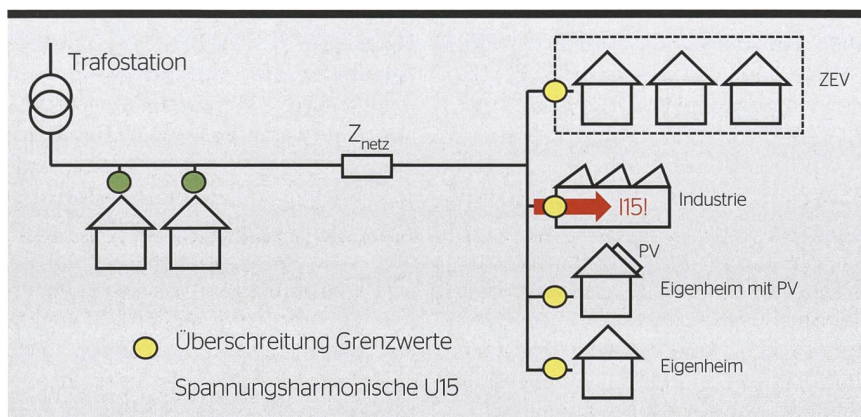 Trafostation
ZEV
Znetz
I15!
Industrie
PV
Eigenheim mit PV
Überschreitung Grenzwerte
Spannungsharmonische U15
Eigenheim